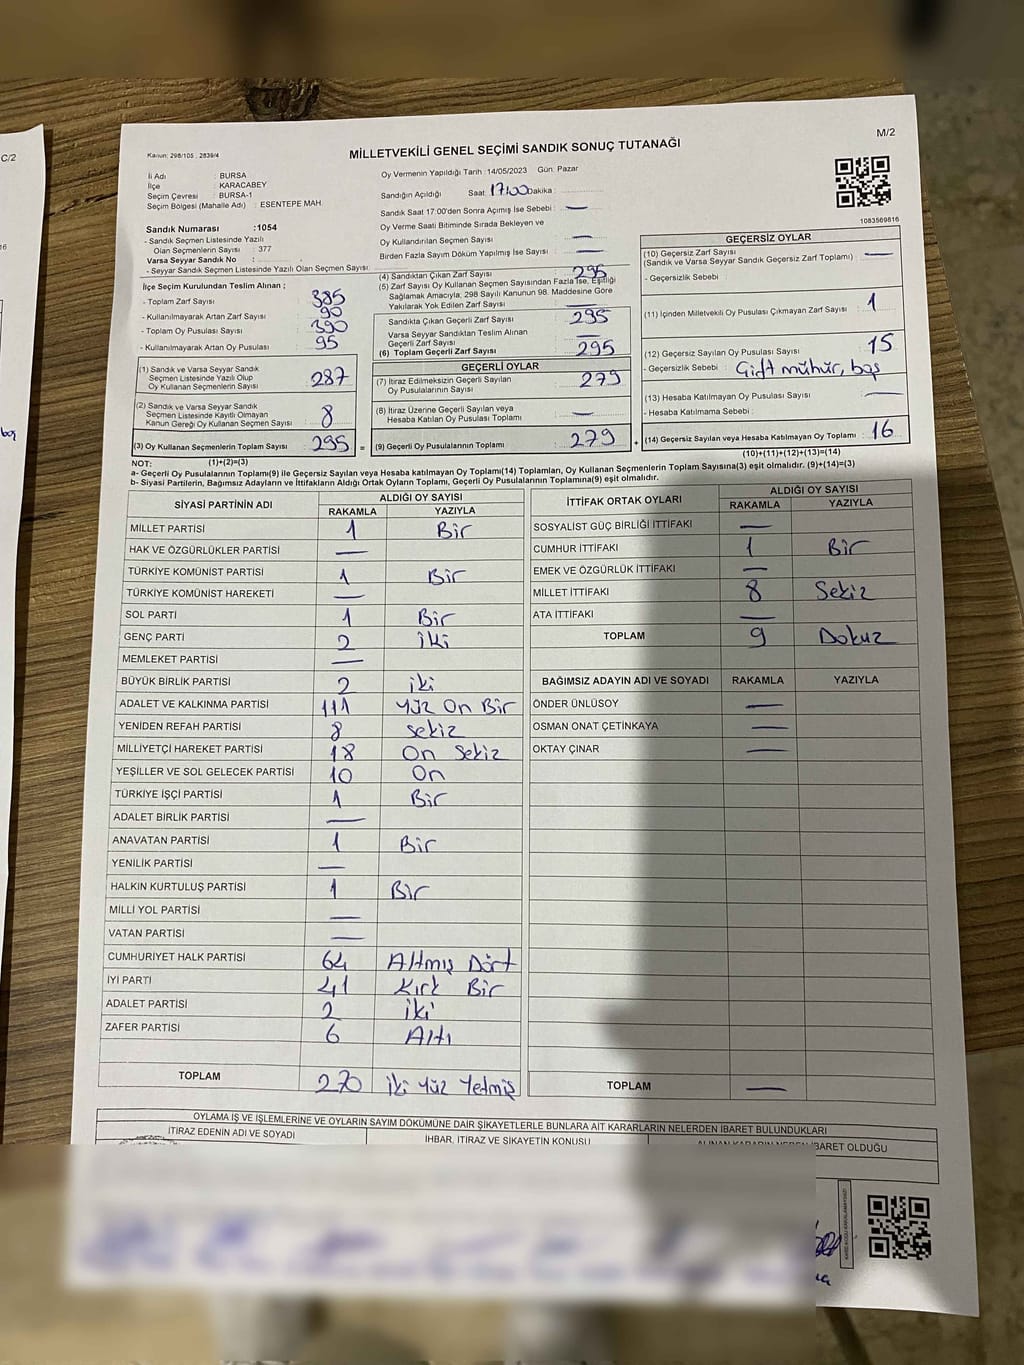 C/2
M/2
Kanun: 298/105 , 2839/4
MİLLETVEKİLİ GENEL SEÇİMİ SANDIK SONUÇ TUTANAĞI
İli Adı : BURSA
İlçe : KARACABEY
Seçim Çevresi : BURSA-1
Seçim Bölgesi (Mahalle Adı) : ESENTEPE MAH.
Sandık Numarası :1054
- Sandık Seçmen Listesinde Yazılı
Olan Seçmenlerin Sayısı : 377
Varsa Seyyar Sandık No :
- Seyyar Sandık Seçmen Listesinde Yazılı Olan Seçmen Sayısı:
İlçe Seçim Kurulundan Teslim Alınan ;
- Toplam Zarf Sayısı : 385
- Kullanılmayarak Artan Zarf Sayısı : 90
- Toplam Oy Pusulası Sayısı : 390
- Kullanılmayarak Artan Oy Pusulası : 95
(1) Sandık ve Varsa Seyyar Sandık
Seçmen Listesinde Yazılı Olup
Oy Kullanan Seçmenlerin Sayısı 287
(2) Sandık ve Varsa Seyyar Sandık
Seçmen Listesinde Kayıtlı Olmayan
Kanun Gereği Oy Kullanan Seçmen Sayısı 8
(3) Oy Kullanan Seçmenlerin Toplam Sayısı 295 =
(1)+(2)=(3)
Oy Vermenin Yapıldığı Tarih : 14/05/2023 Gün: Pazar
Sandığın Açıldığı Saat: 17:00 Dakika :
Sandık Saat 17.00'den Sonra Açımış İse Sebebi : —
Oy Verme Saati Bitiminde Sırada Bekleyen ve
Oy Kullandırılan Seçmen Sayısı : —
Birden Fazla Sayım Döküm Yapılmış İse Sayısı : —
(4) Sandıktan Çıkan Zarf Sayısı : 295
(5) Zarf Sayısı Oy Kullanan Seçmen Sayısından Fazla İse, Eşitliği
Sağlamak Amacıyla, 298 Sayılı Kanunun 98. Maddesine Göre
Yakılarak Yok Edilen Zarf Sayısı : —
Sandıkta Çıkan Geçerli Zarf Sayısı : 295
Varsa Seyyar Sandıktan Teslim Alınan
Geçerli Zarf Sayısı : —
(6) Toplam Geçerli Zarf Sayısı : 295
GEÇERLİ OYLAR
(7) İtiraz Edilmeksizin Geçerli Sayılan
Oy Pusulalarının Sayısı : 279
(8) İtiraz Üzerine Geçerli Sayılan veya
Hesaba Katılan Oy Pusulası Sayısı : —
(9) Geçerli Oy Pusulalarının Toplamı : 279 +
1083569816
GEÇERSİZ OYLAR
(10) Geçersiz Zarf Sayısı
(Sandık ve Varsa Seyyar Sandık Geçersiz Zarf Toplamı) : —
- Geçersizlik Sebebi :
(11) İçinden Milletvekili Oy Pusulası Çıkmayan Zarf Sayısı : 1
(12) Geçersiz Sayılan Oy Pusulası Sayısı : 15
- Geçersizlik Sebebi : Çift mühür, boş
(13) Hesaba Katılmayan Oy Pusulası Sayısı : —
- Hesaba Katılmama Sebebi :
(14) Geçersiz Sayılan veya Hesaba Katılmayan Oy Toplamı : 16
(10)+(11)+(12)+(13)=(14)
NOT:
a- Geçerli Oy Pusulalarının Toplamı(9) ile Geçersiz Sayılan veya Hesaba katılmayan Oy Toplamı(14) Toplamları, Oy Kullanan Seçmenlerin Toplam Sayısına(3) eşit olmalıdır. (9)+(14)=(3)
b- Siyasi Partilerin, Bağımsız Adayların ve İttifakların Aldığı Ortak Oyların Toplamı, Geçerli Oy Pusulalarının Toplamına(9) eşit olmalıdır.
SİYASİ PARTİNİN ADI ALDIĞI OY SAYISI
RAKAMLA YAZIYLA
MİLLET PARTİSİ 1 Bir
HAK VE ÖZGÜRLÜKLER PARTİSİ —
TÜRKİYE KOMÜNİST PARTİSİ 1 Bir
TÜRKİYE KOMÜNİST HAREKETİ —
SOL PARTİ 1 Bir
GENÇ PARTİ 2 iki
MEMLEKET PARTİSİ —
BÜYÜK BİRLİK PARTİSİ 2 iki
ADALET VE KALKINMA PARTİSİ 111 Yüz On Bir
YENİDEN REFAH PARTİSİ 8 Sekiz
MİLLİYETÇİ HAREKET PARTİSİ 18 On Sekiz
YEŞİLLER VE SOL GELECEK PARTİSİ 10 On
TÜRKİYE İŞÇİ PARTİSİ 1 Bir
ADALET BİRLİK PARTİSİ —
ANAVATAN PARTİSİ 1 Bir
YENİLİK PARTİSİ —
HALKIN KURTULUŞ PARTİSİ 1 Bir
MİLLİ YOL PARTİSİ —
VATAN PARTİSİ —
CUMHURİYET HALK PARTİSİ 64 Altmış Dört
İYİ PARTİ 41 Kırk Bir
ADALET PARTİSİ 2 iki
ZAFER PARTİSİ 6 Altı
TOPLAM 270 iki Yüz Yetmiş
İTTİFAK ORTAK OYLARI ALDIĞI OY SAYISI
RAKAMLA YAZIYLA
SOSYALİST GÜÇ BİRLİĞİ İTTİFAKI —
CUMHUR İTTİFAKI 1 Bir
EMEK VE ÖZGÜRLÜK İTTİFAKI —
MİLLET İTTİFAKI 8 Sekiz
ATA İTTİFAKI —
TOPLAM 9 Dokuz
BAĞIMSIZ ADAYIN ADI VE SOYADI RAKAMLA YAZIYLA
ÖNDER ÜNLÜSOY —
OSMAN ONAT ÇETİNKAYA —
OKTAY ÇINAR —
TOPLAM —
OYLAMA İŞ VE İŞLEMLERİNE VE OYLARIN SAYIM DÖKÜMÜNE DAİR ŞİKAYETLERLE BUNLARA AİT KARARLARIN NELERDEN İBARET BULUNDUKLARI
İTİRAZ EDENİN ADI VE SOYADI İHBAR, İTİRAZ VE ŞİKAYETİN KONUSU ALINAN KARARIN NEDEN İBARET OLDUĞU